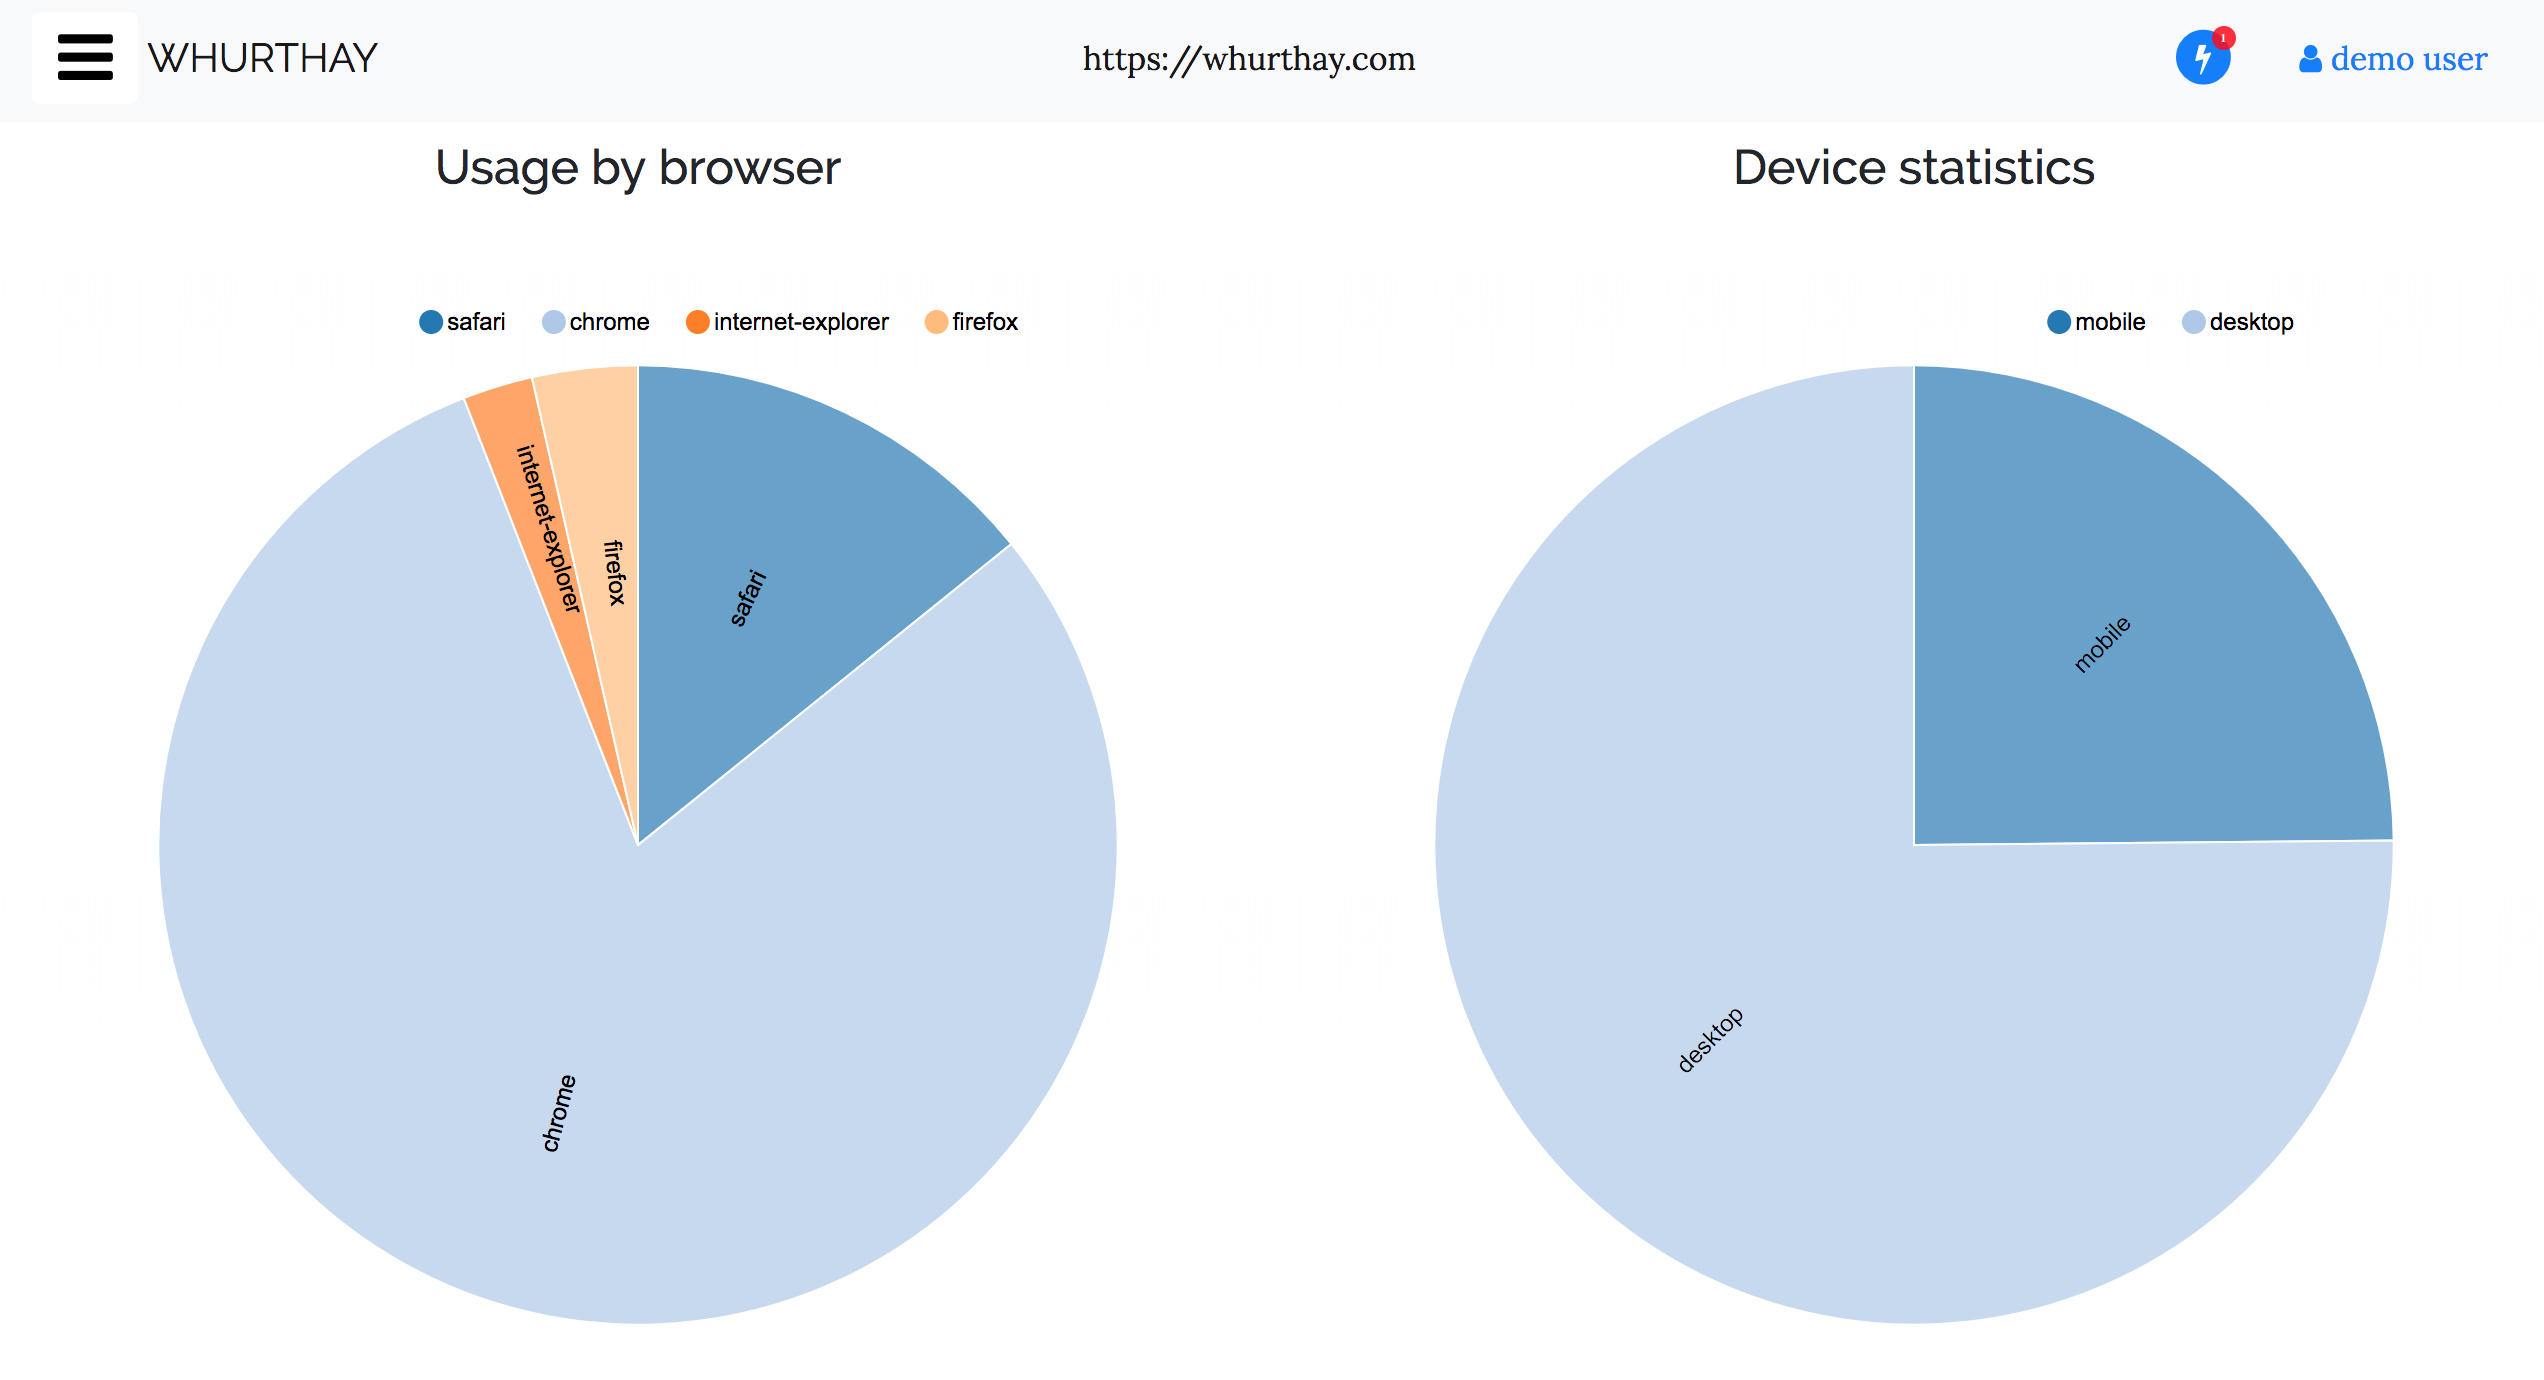 WHURTHAY
https://whurthay.com
1
demo user
Usage by browser
Device statistics
safari chrome internet-explorer firefox
mobile desktop
internet-explorer
firefox
safari
chrome
mobile
desktop